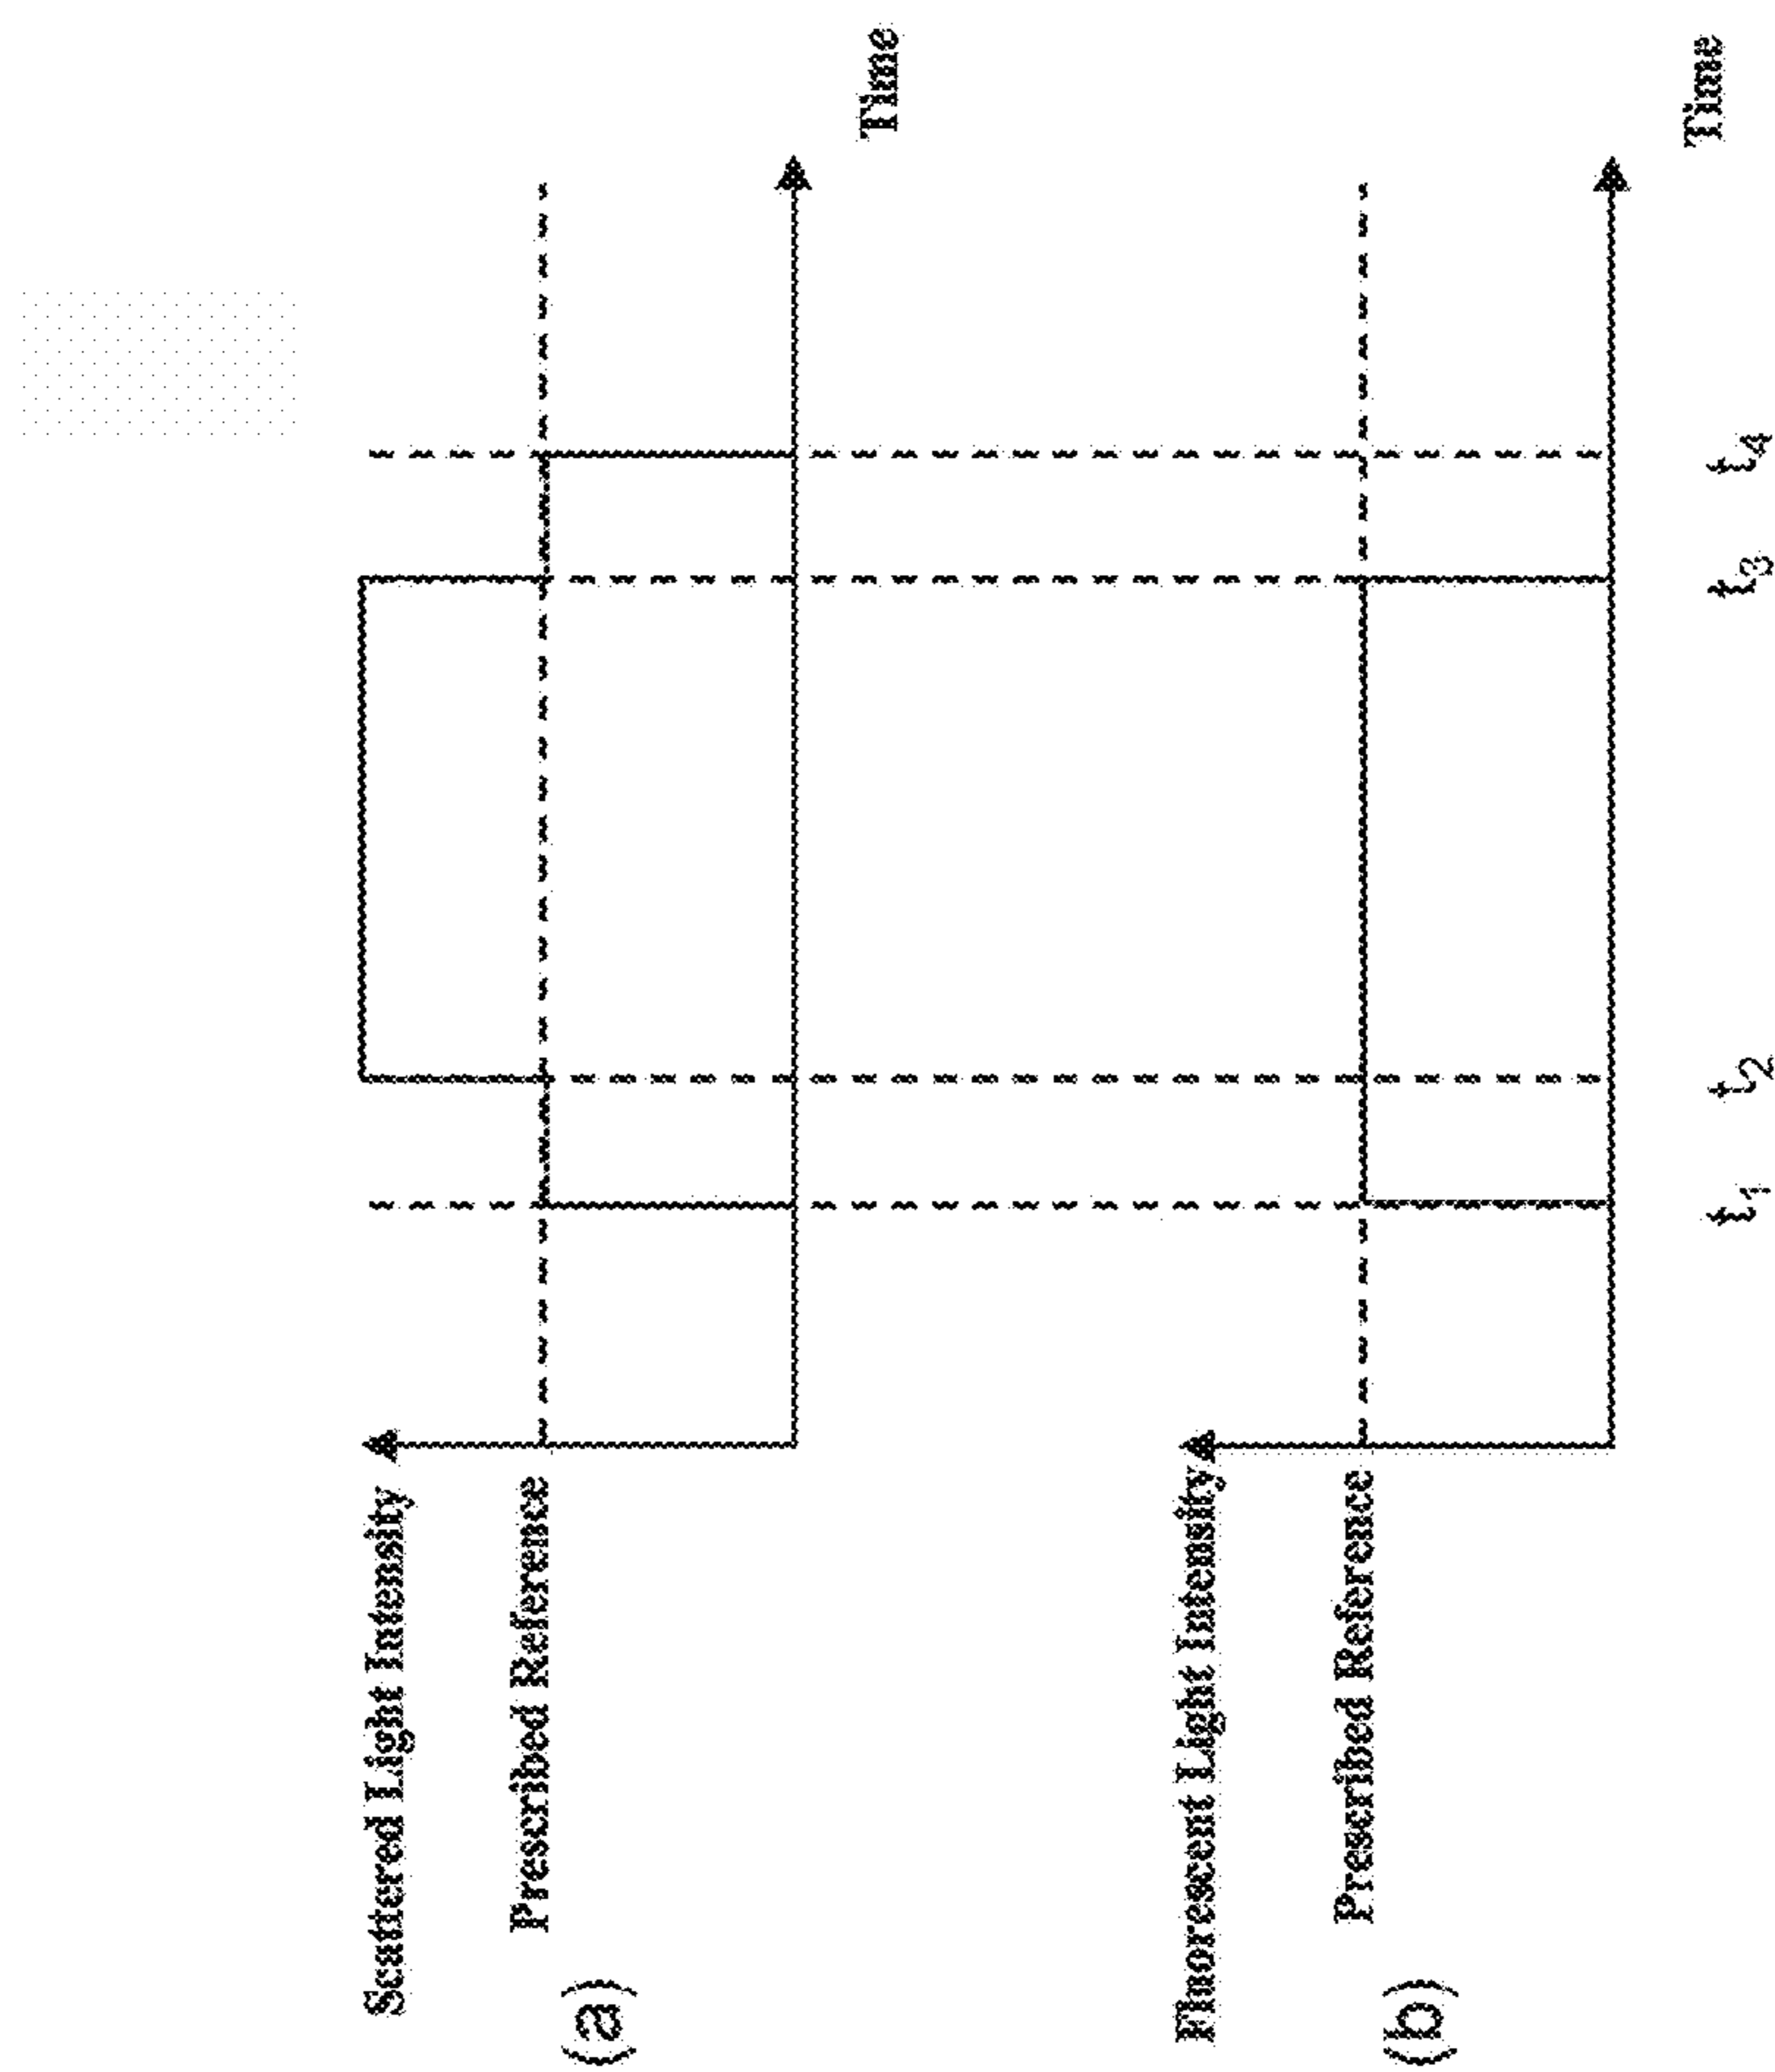 Scattered Light Intensity
Prescribed Reference
(a)
Time
Fluorescent Light Intensity
Prescribed Reference
(b)
Time
t1 t2 t3 t4